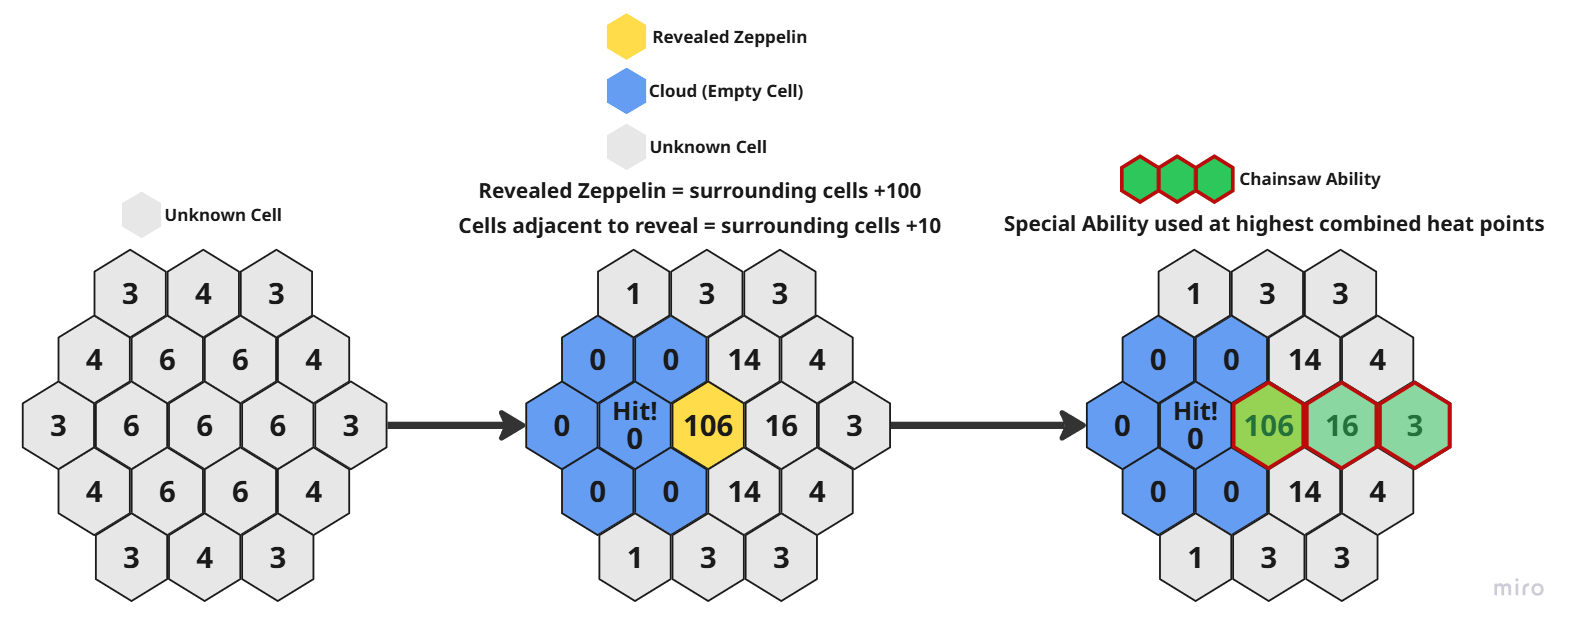 Revealed Zeppelin
Cloud (Empty Cell)
Unknown Cell
Revealed Zeppelin = surrounding cells +100
Cells adjacent to reveal = surrounding cells +10
Unknown Cell
3 4 3
4 6 6 4
3 6 6 6 3
4 6 6 4
3 4 3
1 3 3
0 0 14 4
Hit!
0 0 106 16 3
0 0 14 4
1 3 3
Chainsaw Ability
Special Ability used at highest combined heat points
1 3 3
0 0 14 4
Hit!
0 0 106 16 3
0 0 14 4
1 3 3
miro